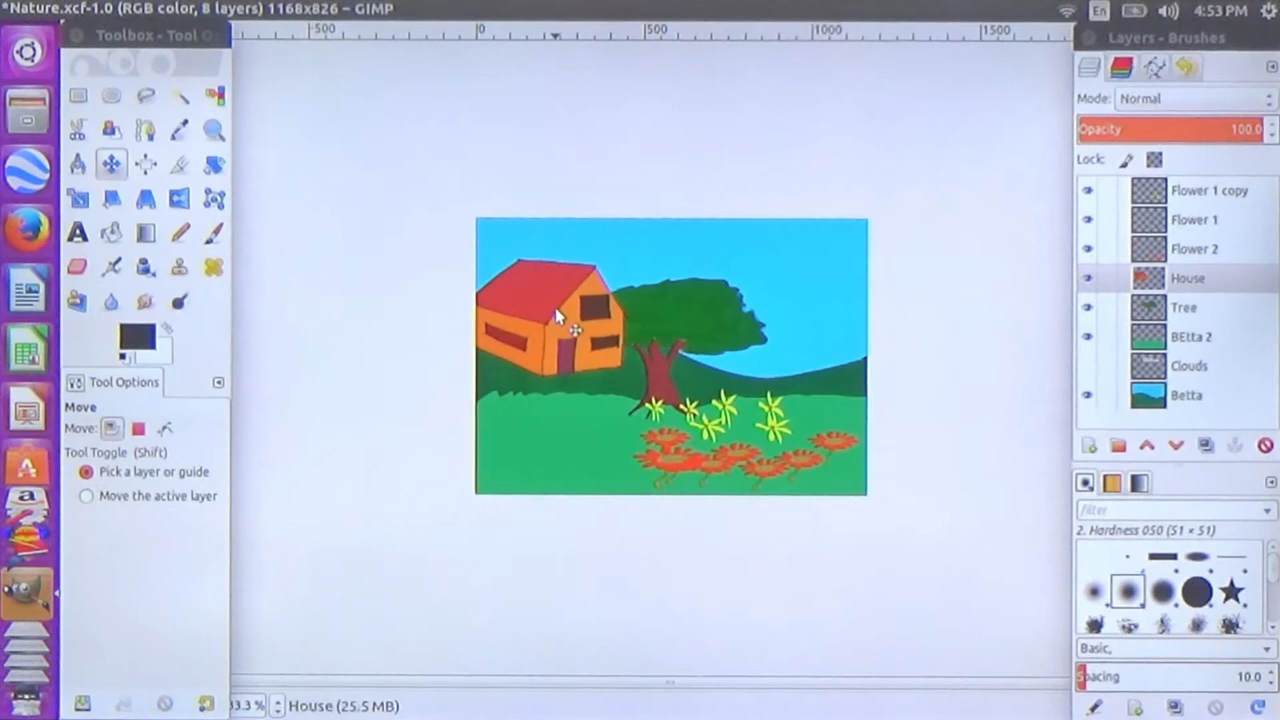 *Nature.xcf-1.0 (RGB color, 8 layers) 1168x826 – GIMP
En
4:53 PM
Toolbox - Tool
-500
0
500
1000
1500
Layers - Brushes
Mode: Normal
Opacity 100.0
Lock:
Flower 1 copy
Flower 1
Flower 2
House
Tree
BEtta 2
Clouds
Betta
Tool Options
Move
Move:
Tool Toggle (Shift)
Pick a layer or guide
Move the active layer
filter
2. Hardness 050 (51 × 51)
Basic,
Spacing 10.0
33.3 % House (25.5 MB)